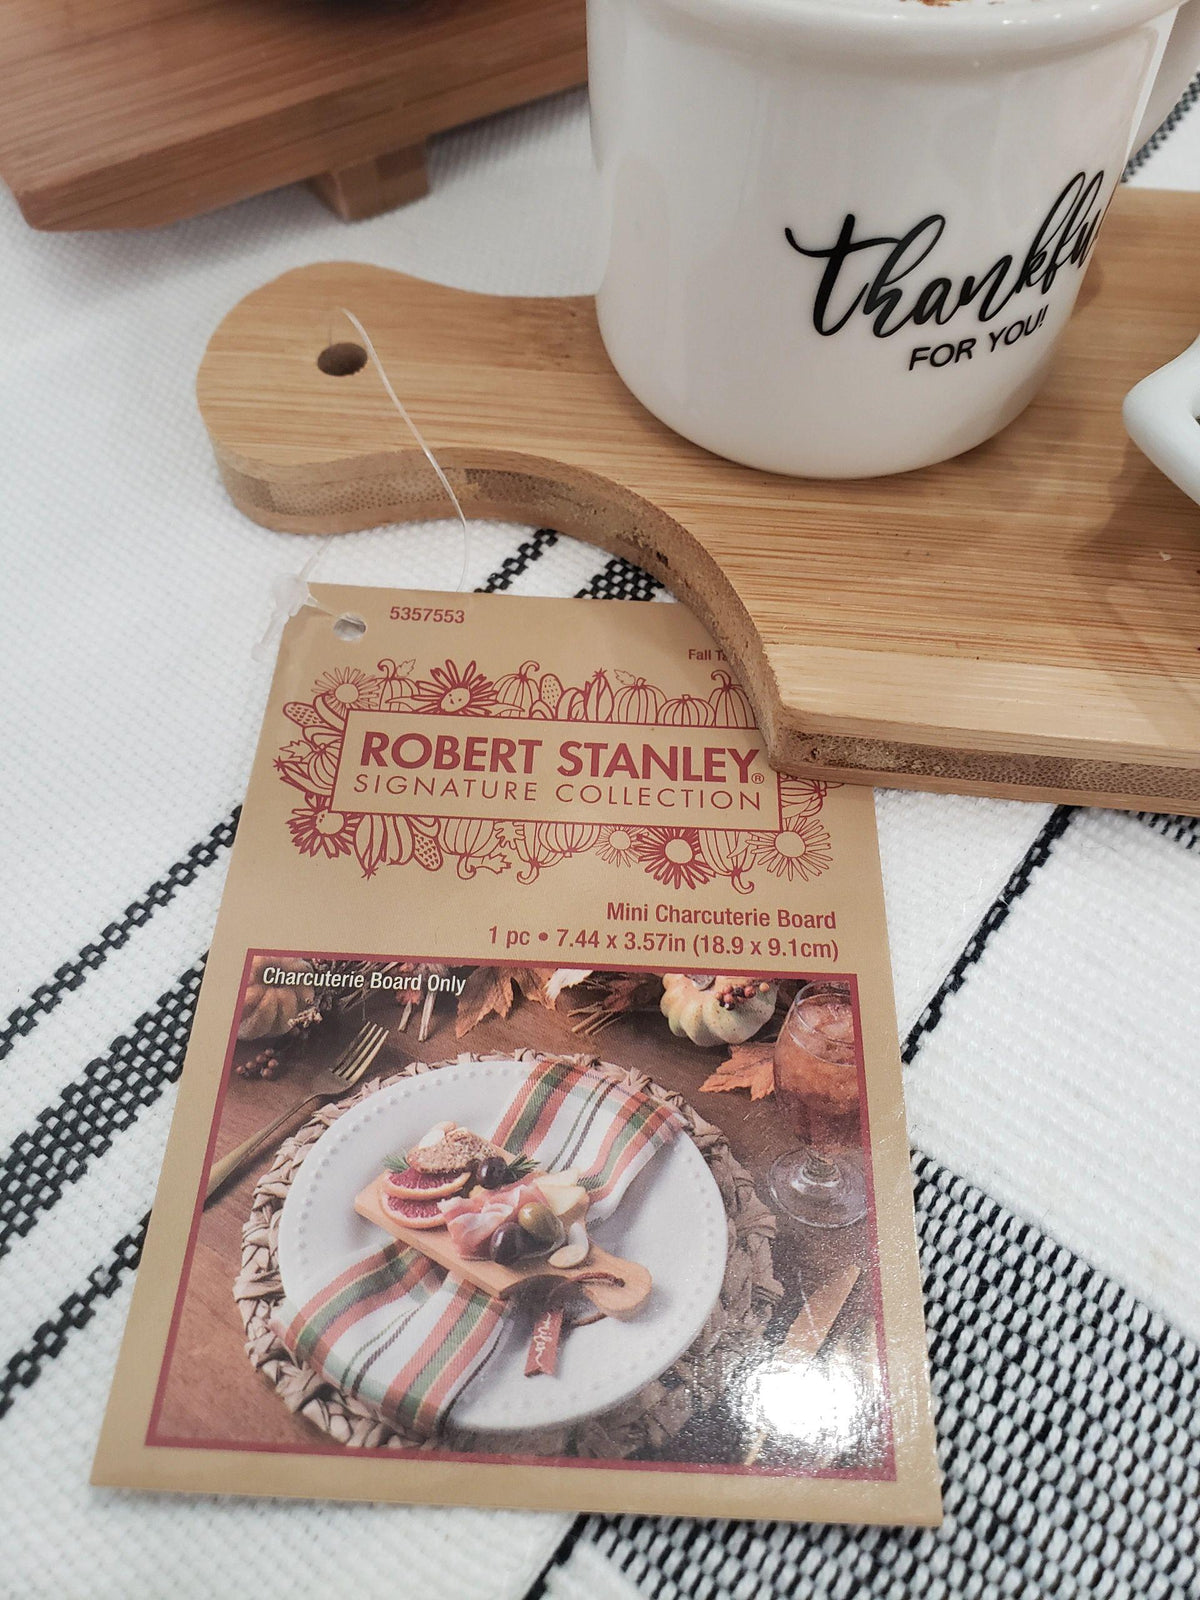 thankful
FOR YOU!
5357553
Fall
ROBERT STANLEY®
SIGNATURE COLLECTION
Mini Charcuterie Board
1 pc • 7.44 x 3.57in (18.9 x 9.1cm)
Charcuterie Board Only